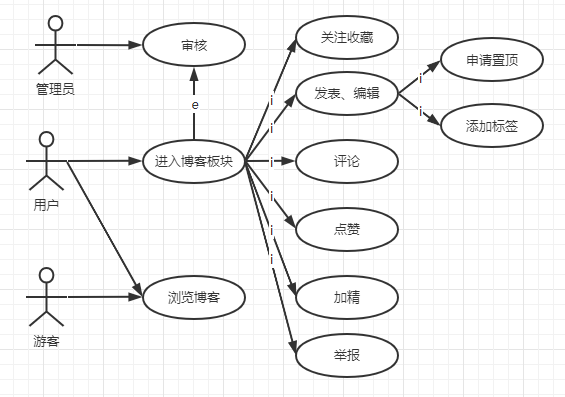 管理员
审核
e
用户
进入博客板块
游客
浏览博客
关注收藏
i
发表、编辑
i
申请置顶
i
添加标签
i
评论
i
点赞
i
加精
i
举报
i